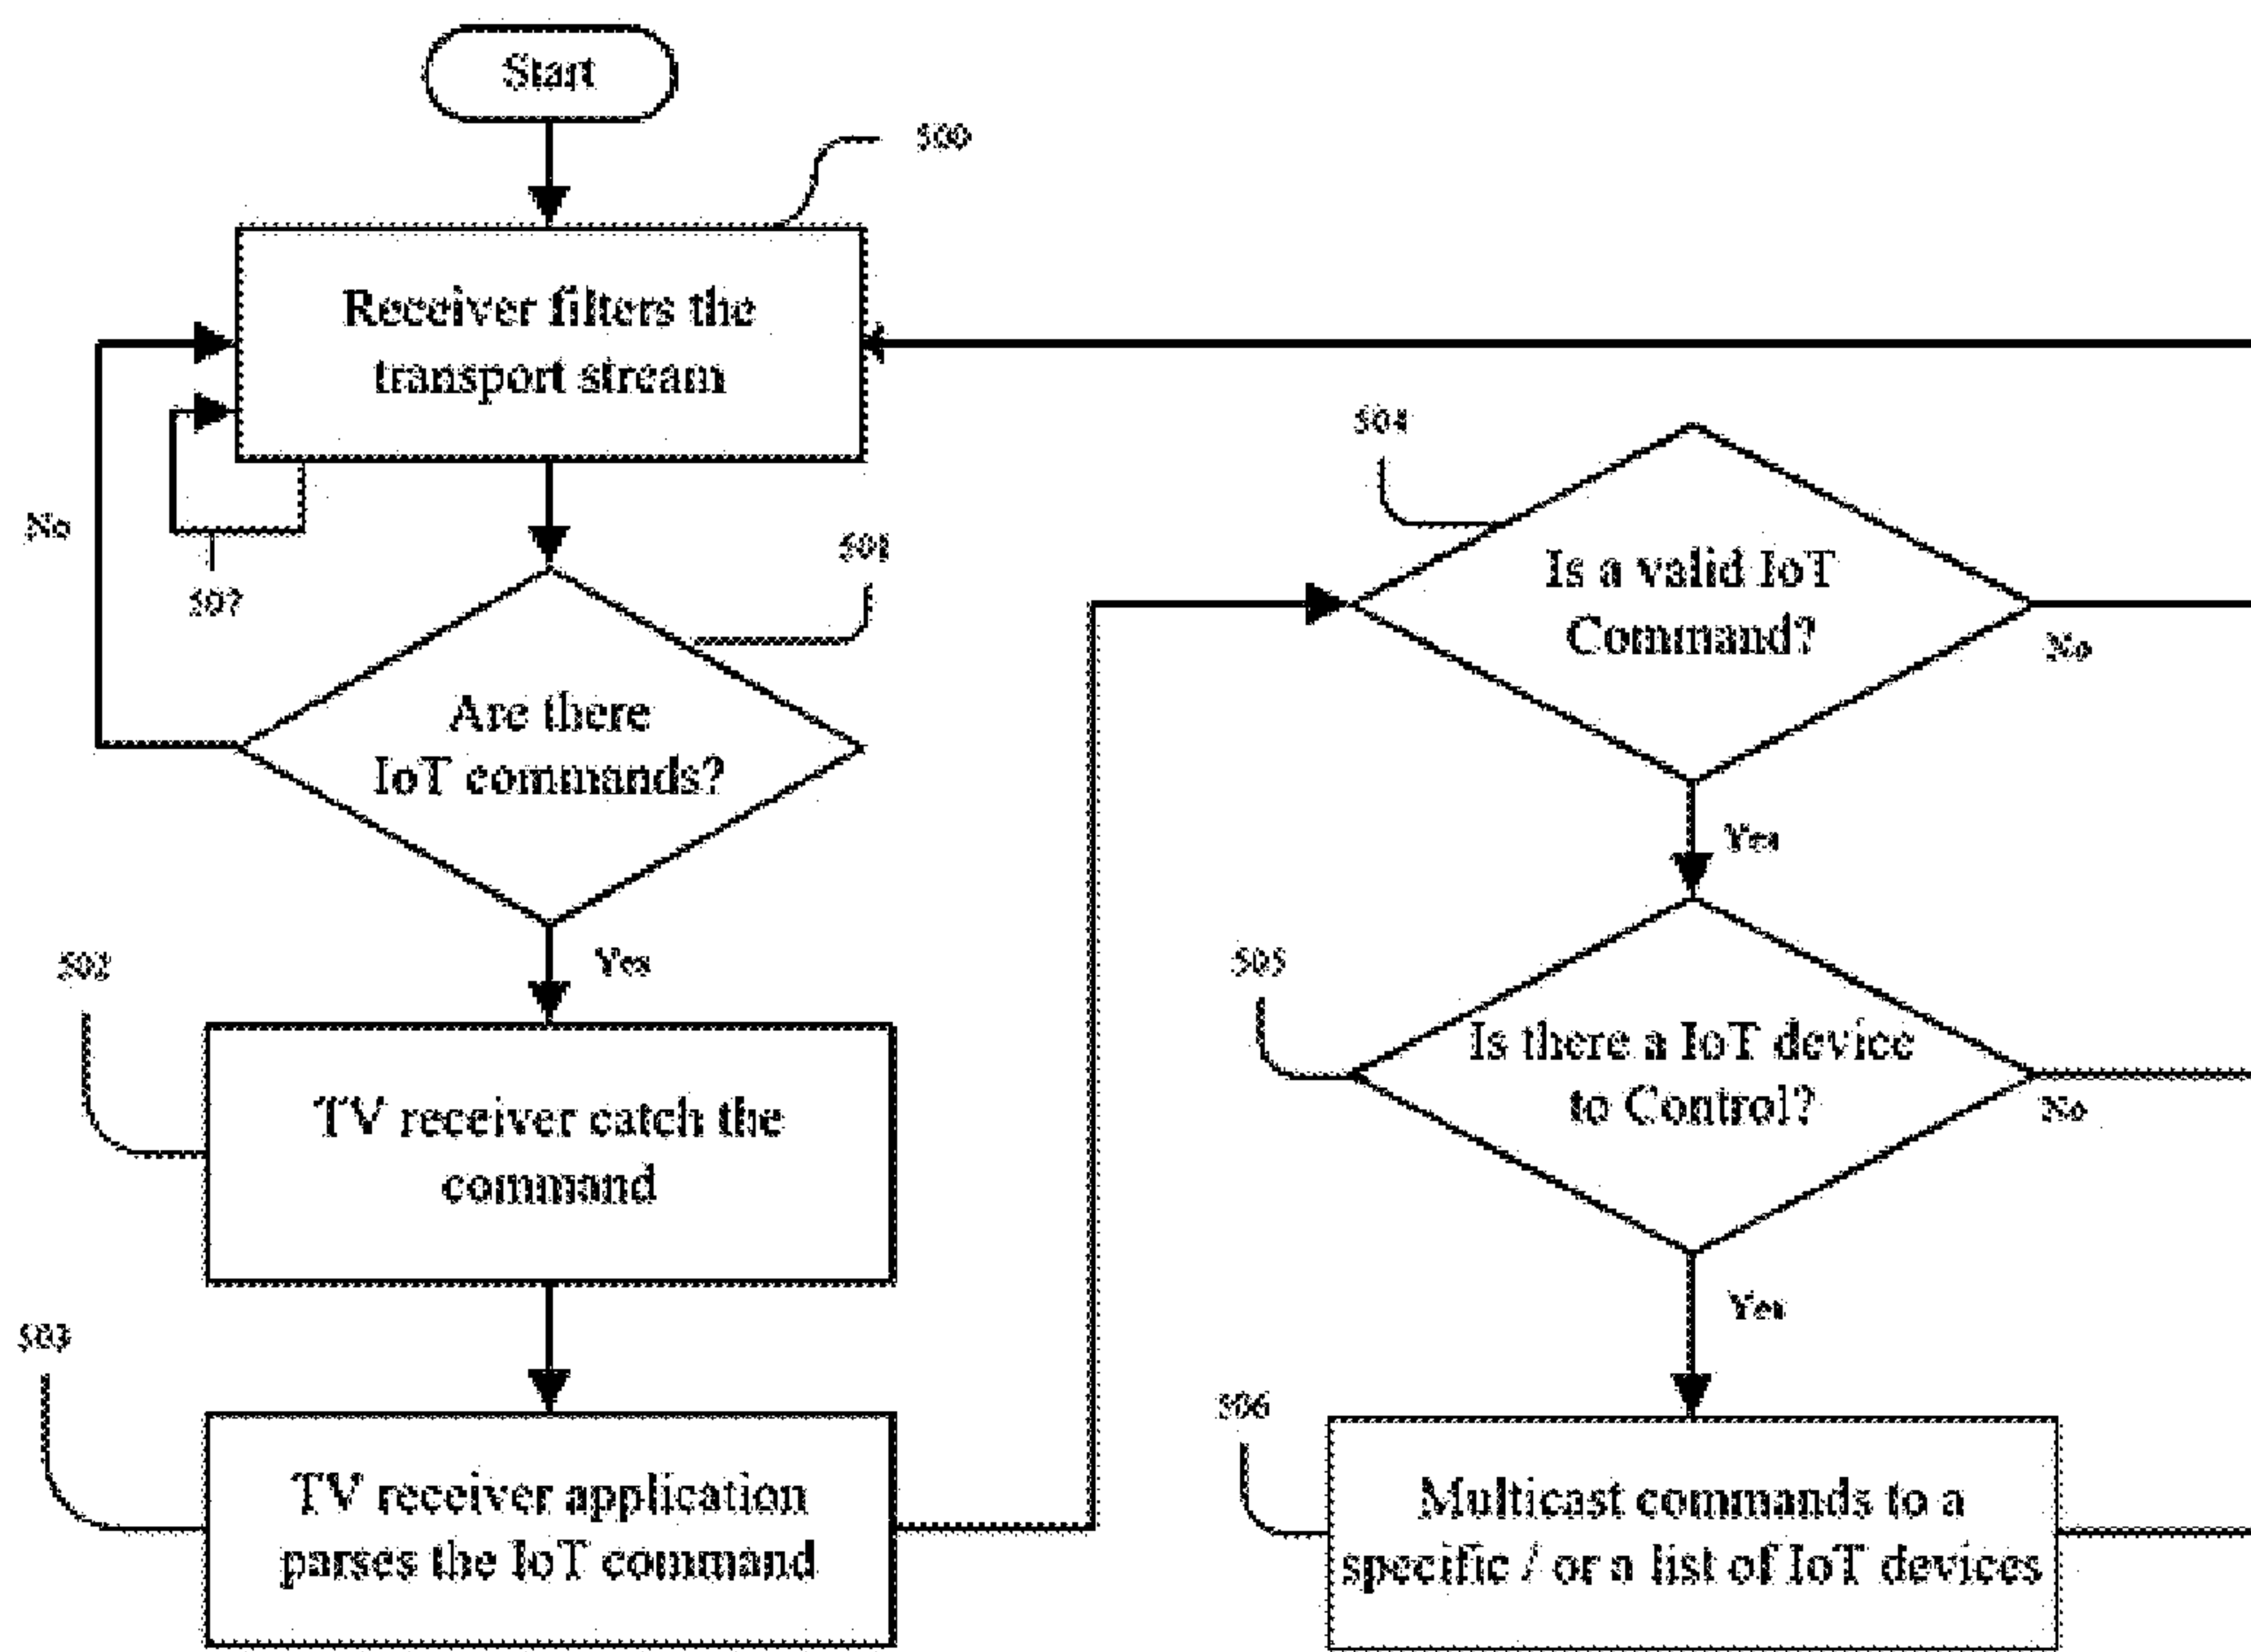 Start
500
Receiver filters the
transport stream
No
507
501
Are there
IoT commands?
Yes
502
TV receiver catch the
command
503
TV receiver application
parses the IoT command
504
Is a valid IoT
Command?
No
Yes
505
Is there a IoT device
to Control?
No
Yes
506
Multicast commands to a
specific / or a list of IoT devices